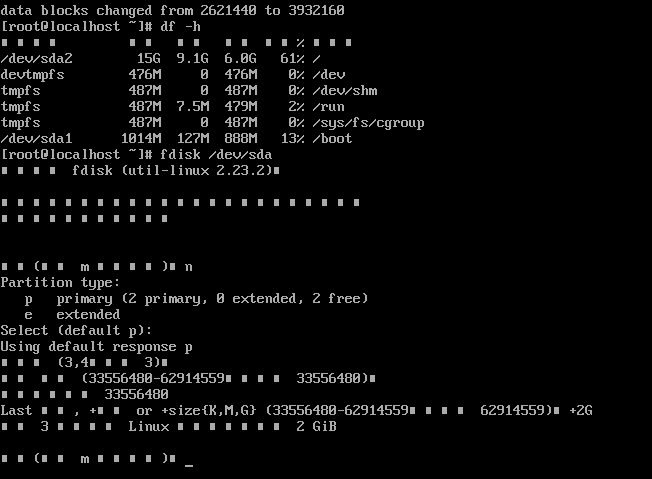 data blocks changed from 2621440 to 3932160
[root@localhost ~]# df -h
%
/dev/sda2 15G 9.1G 6.0G 61% /
devtmpfs 476M 0 476M 0% /dev
tmpfs 487M 0 487M 0% /dev/shm
tmpfs 487M 7.5M 479M 2% /run
tmpfs 487M 0 487M 0% /sys/fs/cgroup
/dev/sda1 1014M 127M 888M 13% /boot
[root@localhost ~]# fdisk /dev/sda
fdisk (util-linux 2.23.2)
( m ) n
Partition type:
p primary (2 primary, 0 extended, 2 free)
e extended
Select (default p):
Using default response p
(3,4 3)
(33556480-62914559 33556480)
33556480
Last , + or +size{K,M,G} (33556480-62914559 62914559) +2G
3 Linux 2 GiB
( m ) _